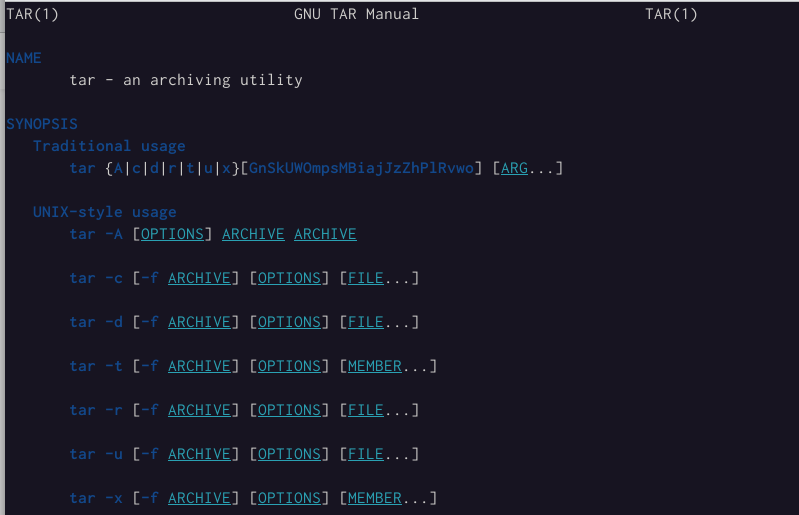 TAR(1) GNU TAR Manual TAR(1)
NAME
tar - an archiving utility
SYNOPSIS
Traditional usage
tar {A|c|d|r|t|u|x}[GnSkUWOmpsMBiajJzZhPlRvwo] [ARG...]
UNIX-style usage
tar -A [OPTIONS] ARCHIVE ARCHIVE
tar -c [-f ARCHIVE] [OPTIONS] [FILE...]
tar -d [-f ARCHIVE] [OPTIONS] [FILE...]
tar -t [-f ARCHIVE] [OPTIONS] [MEMBER...]
tar -r [-f ARCHIVE] [OPTIONS] [FILE...]
tar -u [-f ARCHIVE] [OPTIONS] [FILE...]
tar -x [-f ARCHIVE] [OPTIONS] [MEMBER...]